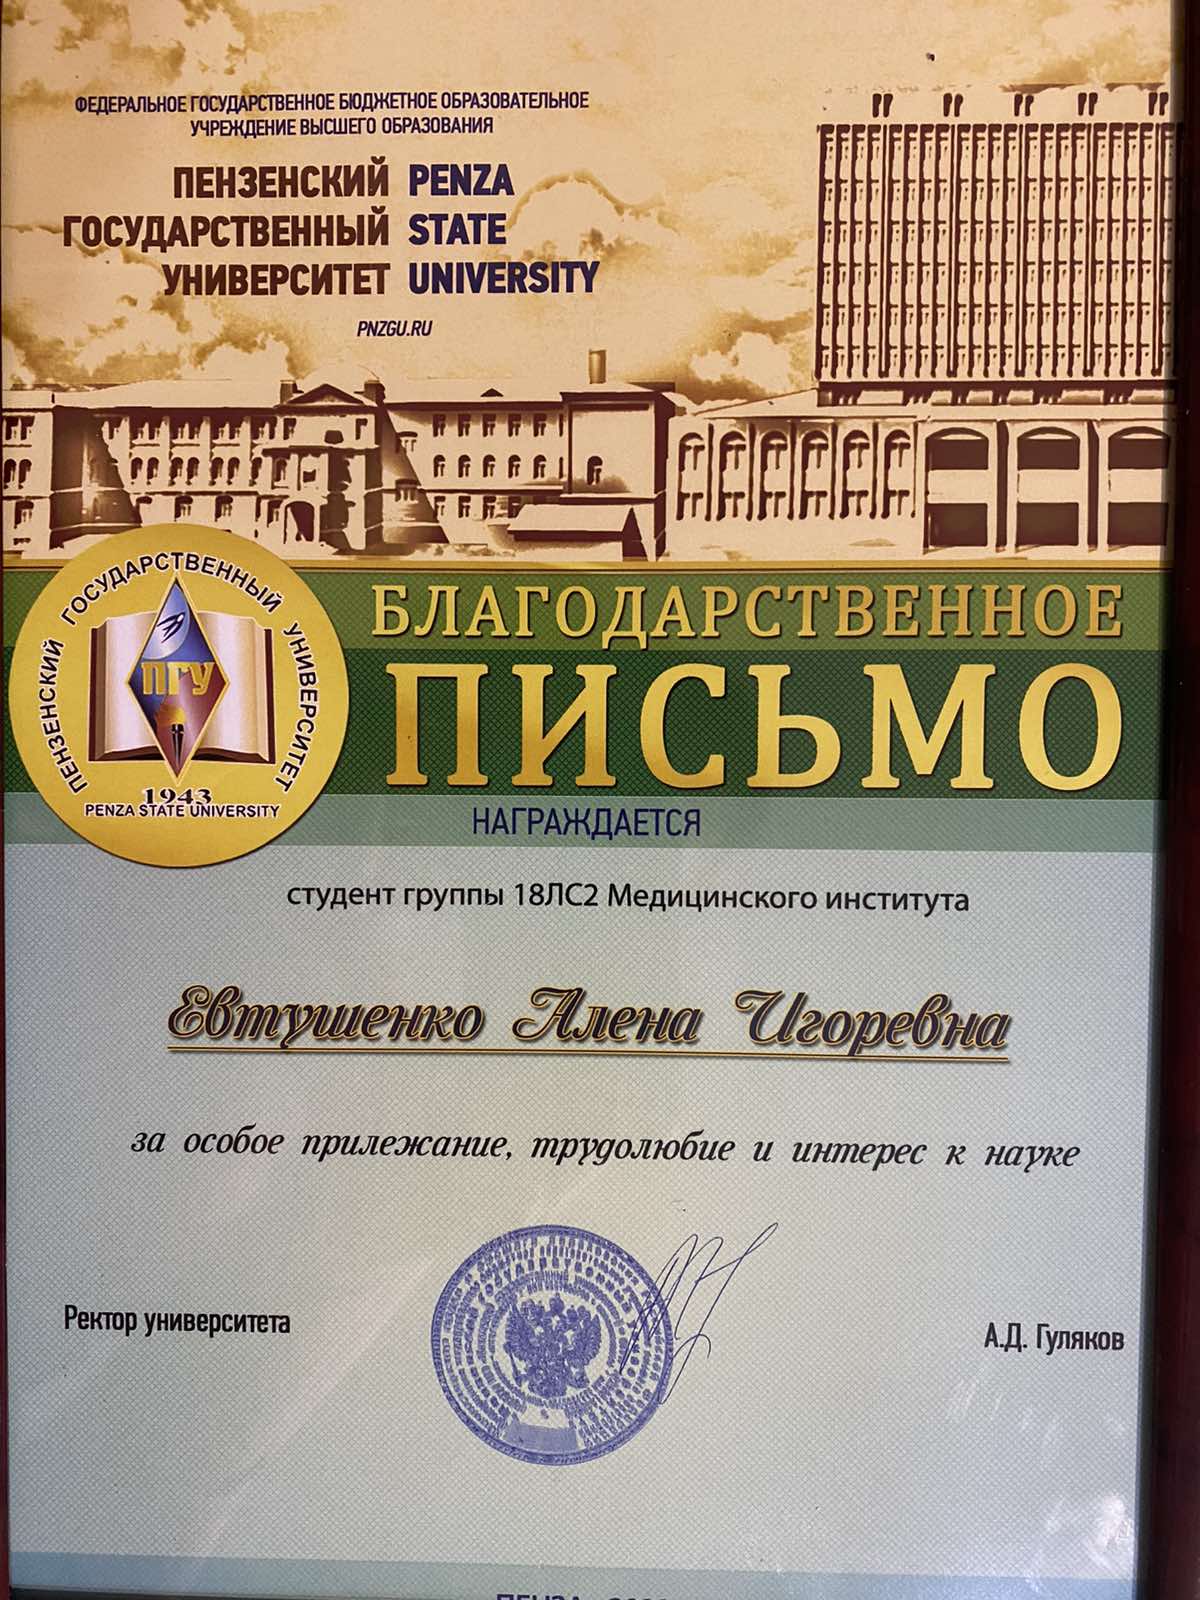 ФЕДЕРАЛЬНОЕ ГОСУДАРСТВЕННОЕ БЮДЖЕТНОЕ ОБРАЗОВАТЕЛЬНОЕ
УЧРЕЖДЕНИЕ ВЫСШЕГО ОБРАЗОВАНИЯ
ПЕНЗЕНСКИЙ PENZA
ГОСУДАРСТВЕННЫЙ STATE
УНИВЕРСИТЕТ UNIVERSITY
PNZGU.RU
ПЕНЗЕНСКИЙ ГОСУДАРСТВЕННЫЙ УНИВЕРСИТЕТ
ПГУ
1943
PENZA STATE UNIVERSITY
БЛАГОДАРСТВЕННОЕ
ПИСЬМО
НАГРАЖДАЕТСЯ
студент группы 18ЛС2 Медицинского института
Евтушенко Алена Игоревна
за особое прилежание, трудолюбие и интерес к науке
Ректор университета
А.Д. Гуляков